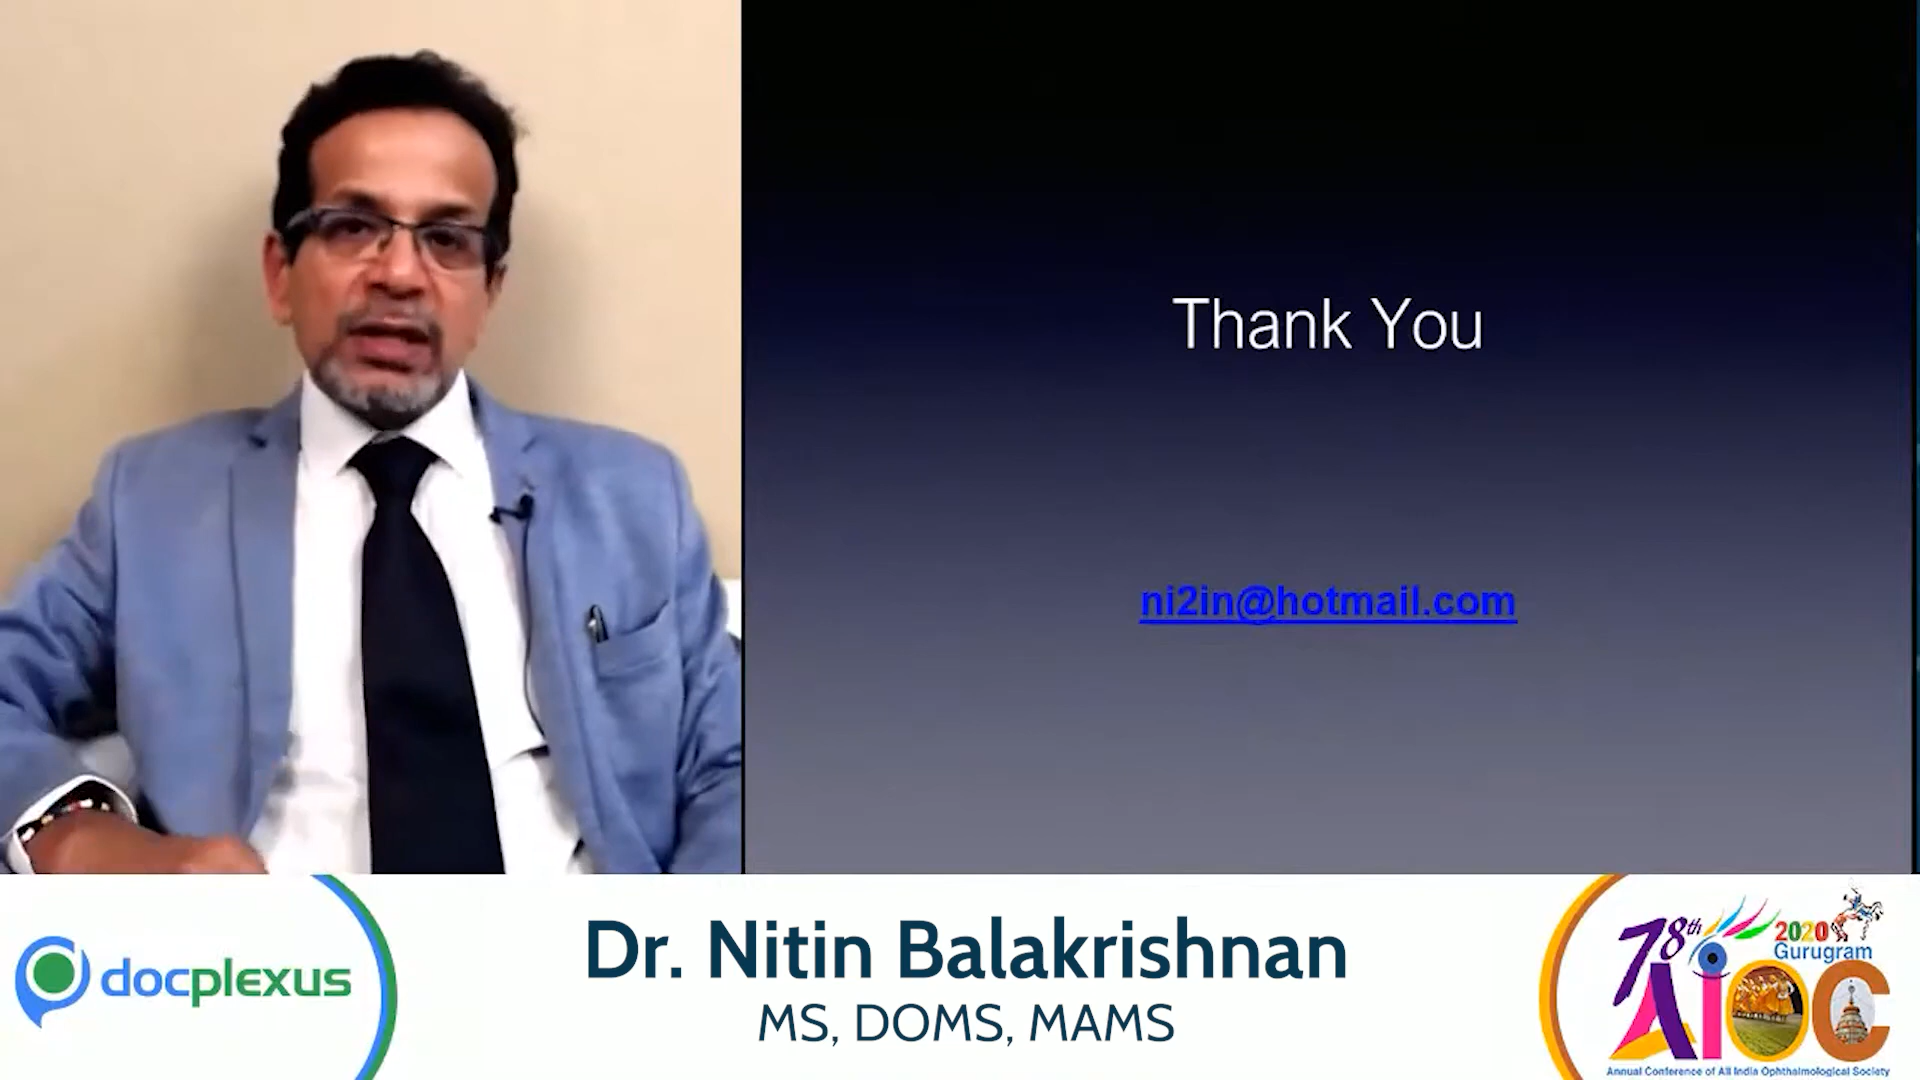 Thank You
ni2in@hotmail.com
docplexus
Dr. Nitin Balakrishnan
MS, DOMS, MAMS
78th
2020
Gurugram
AIOC
Annual Conference of All India Ophthalmological Society